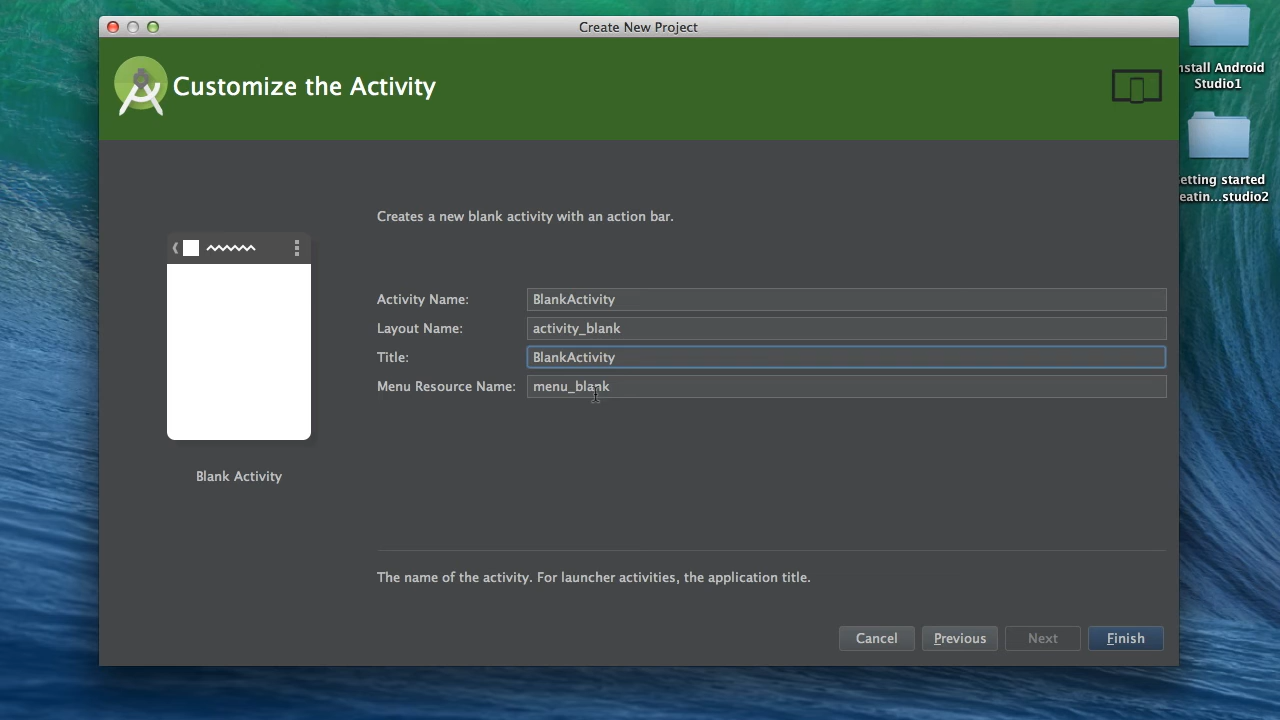 Create New Project
Customize the Activity
nstall Android
Studio1
etting started
eatin...studio2
Creates a new blank activity with an action bar.
Activity Name: BlankActivity
Layout Name: activity_blank
Title: BlankActivity
Menu Resource Name: menu_blank
Blank Activity
The name of the activity. For launcher activities, the application title.
Cancel Previous Next Finish